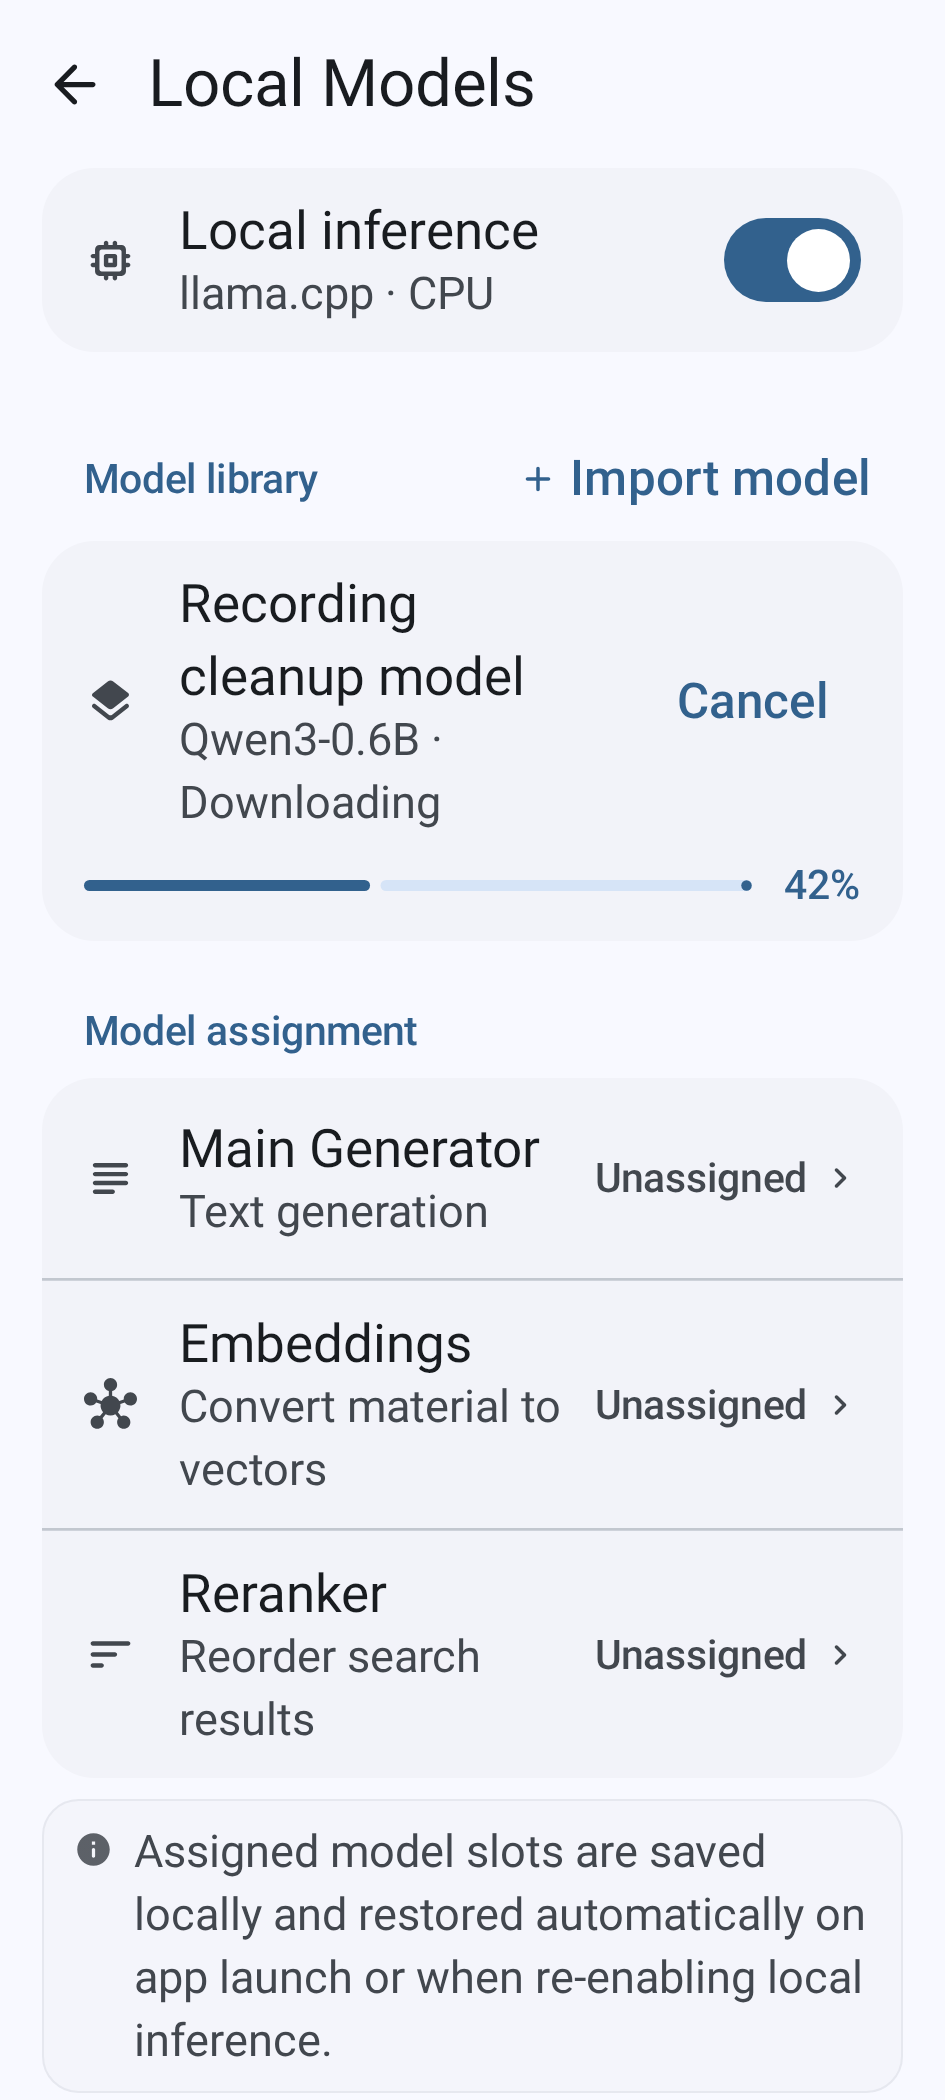 Local Models
Local inference
llama.cpp · CPU
Model library
+ Import model
Recording
cleanup model
Qwen3-0.6B ·
Downloading
Cancel
42%
Model assignment
Main Generator
Text generation
Unassigned
Embeddings
Convert material to
vectors
Unassigned
Reranker
Reorder search
results
Unassigned
Assigned model slots are saved
locally and restored automatically on
app launch or when re-enabling local
inference.